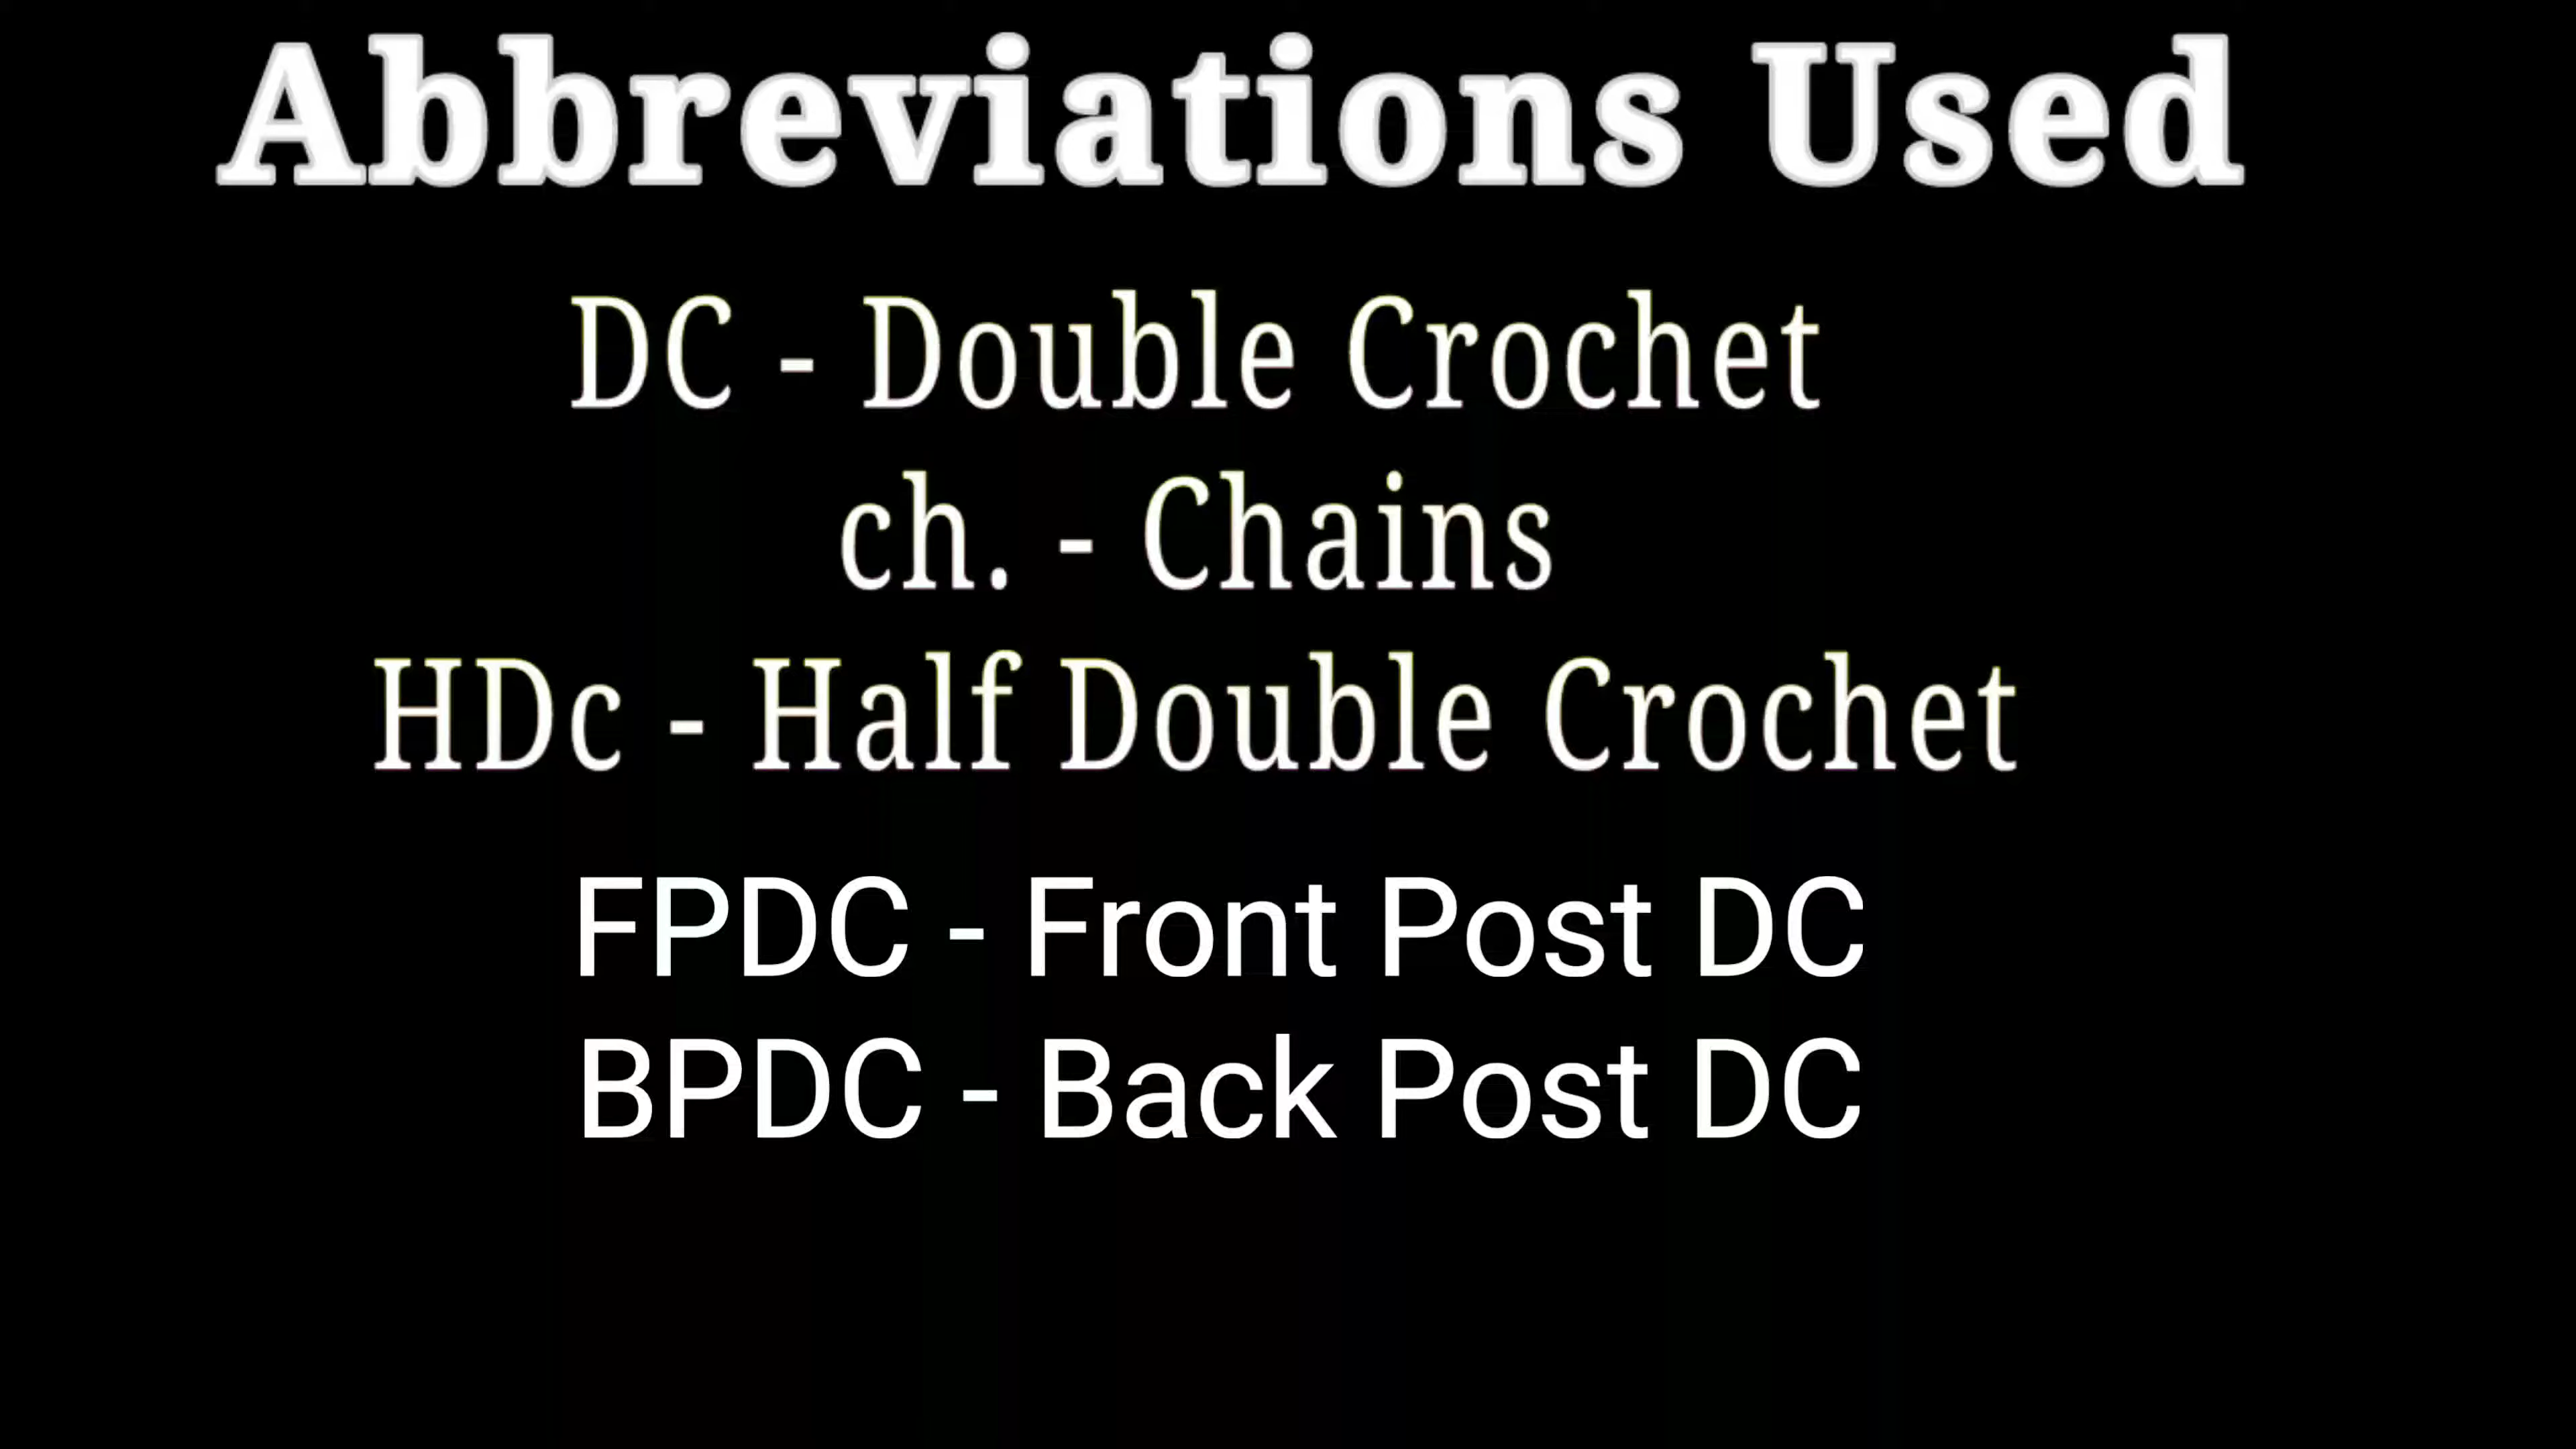 Abbreviations Used
DC - Double Crochet
ch. - Chains
HDc - Half Double Crochet
FPDC - Front Post DC
BPDC - Back Post DC